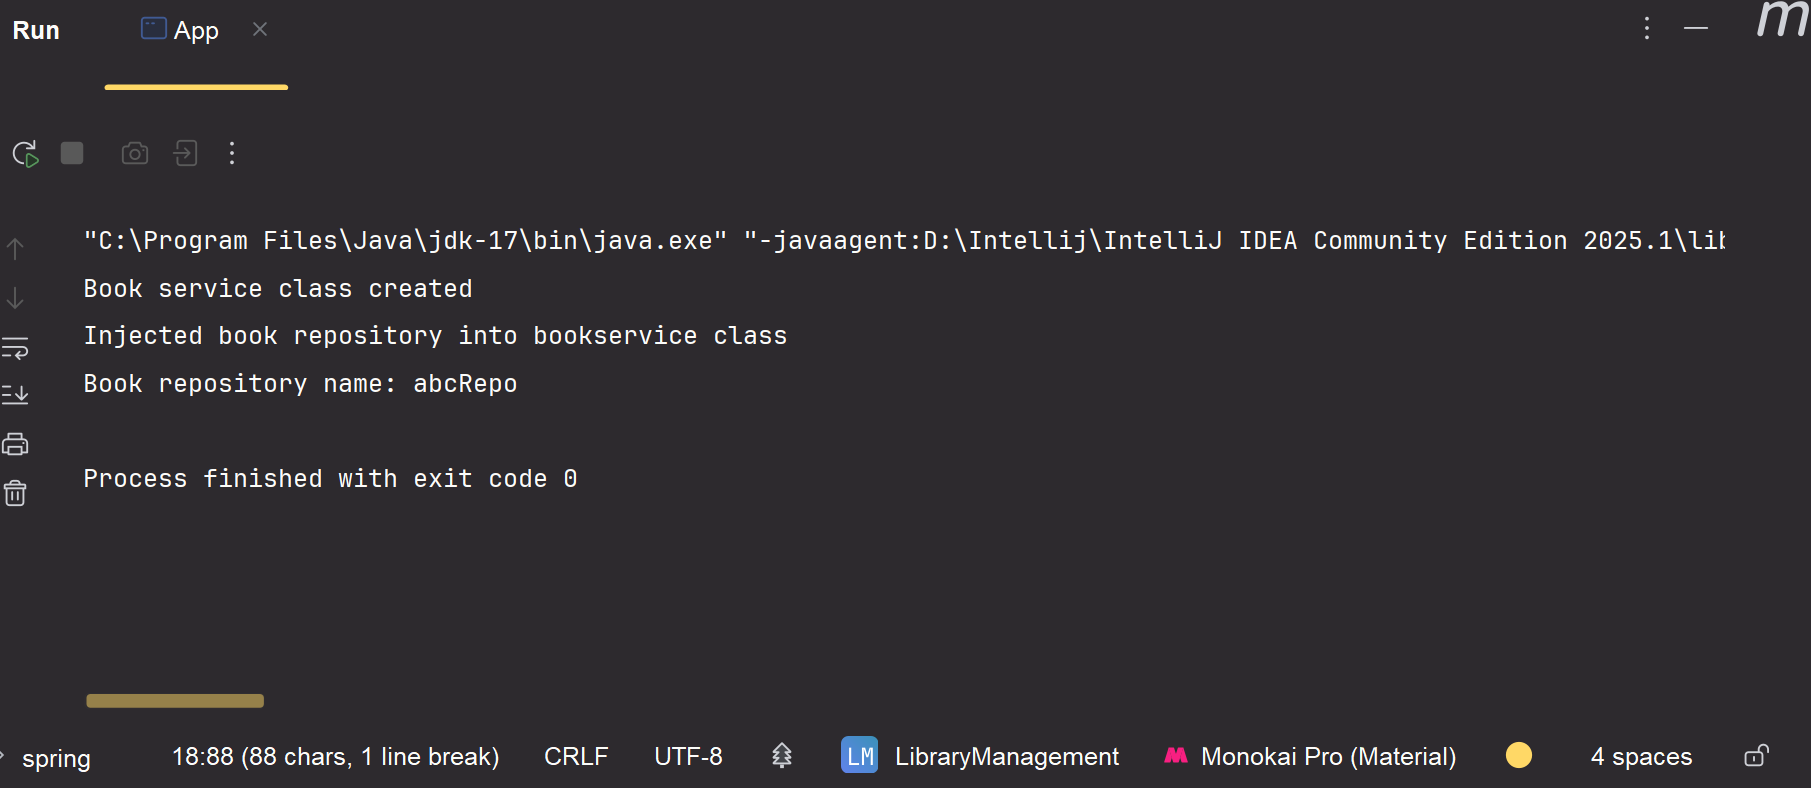 Run App
"C:\Program Files\Java\jdk-17\bin\java.exe" "-javaagent:D:\Intellij\IntelliJ IDEA Community Edition 2025.1\lib
Book service class created
Injected book repository into bookservice class
Book repository name: abcRepo
Process finished with exit code 0
spring 18:88 (88 chars, 1 line break) CRLF UTF-8 LM LibraryManagement Monokai Pro (Material) 4 spaces